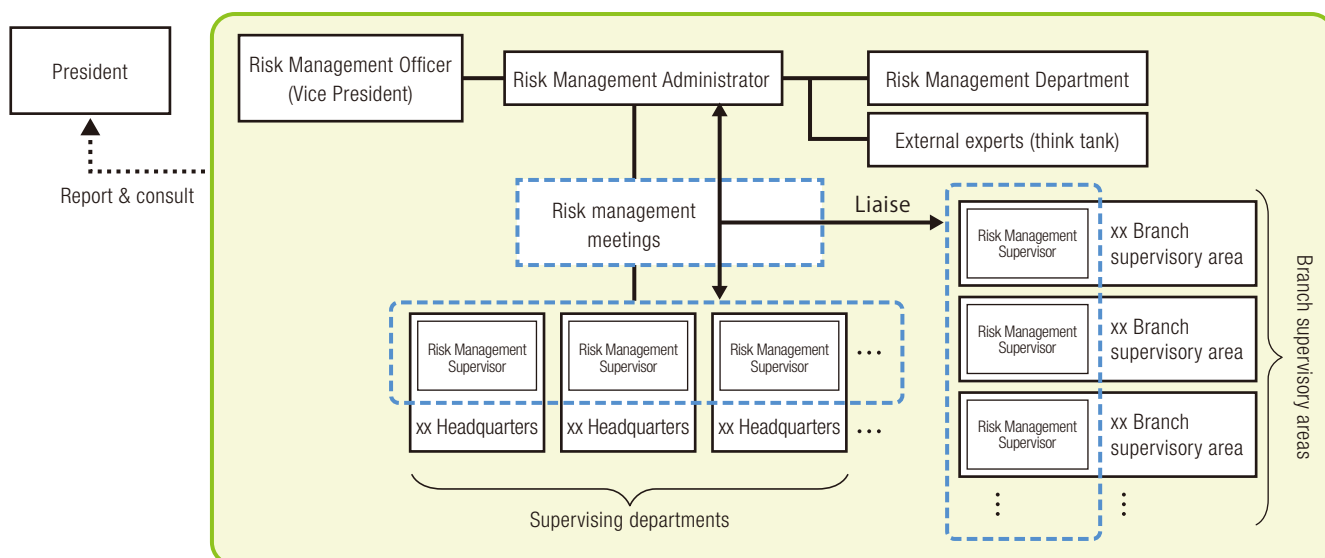 President
Report & consult
Risk Management Officer
(Vice President)
Risk Management Administrator
Risk Management Department
External experts (think tank)
Risk management
meetings
Liaise
Risk Management
Supervisor
xx Headquarters
Risk Management
Supervisor
xx Headquarters
Risk Management
Supervisor
xx Headquarters
...
...
Supervising departments
Risk Management
Supervisor
xx Branch
supervisory area
Risk Management
Supervisor
xx Branch
supervisory area
Risk Management
Supervisor
xx Branch
supervisory area
⋮
⋮
Branch supervisory areas